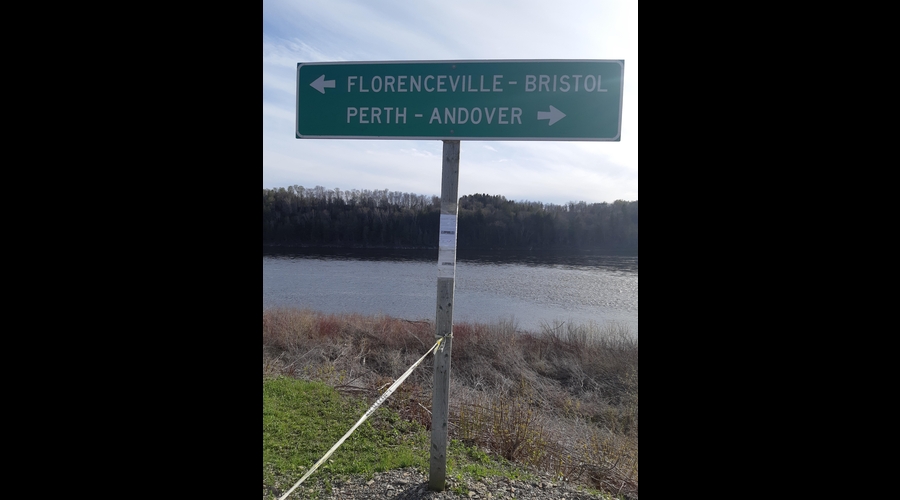 ← FLORENCEVILLE - BRISTOL
PERTH - ANDOVER →